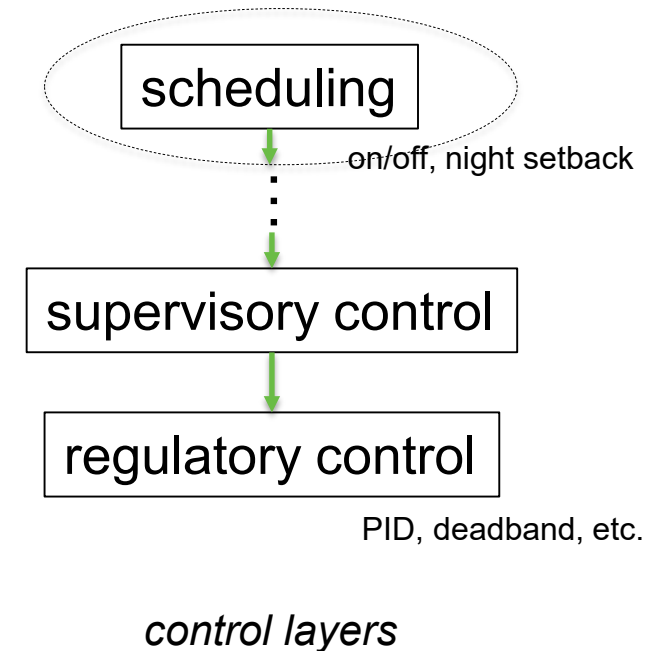 scheduling
on/off, night setback
supervisory control
regulatory control
PID, deadband, etc.
control layers